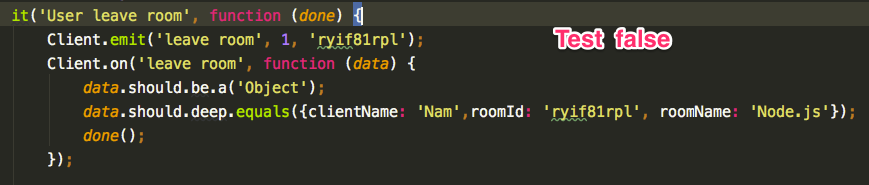 it('User leave room', function (done) {
Client.emit('leave room', 1, 'ryif81rpl'); Test false
Client.on('leave room', function (data) {
data.should.be.a('Object');
data.should.deep.equals({clientName: 'Nam',roomId: 'ryif81rpl', roomName: 'Node.js'});
done();
});